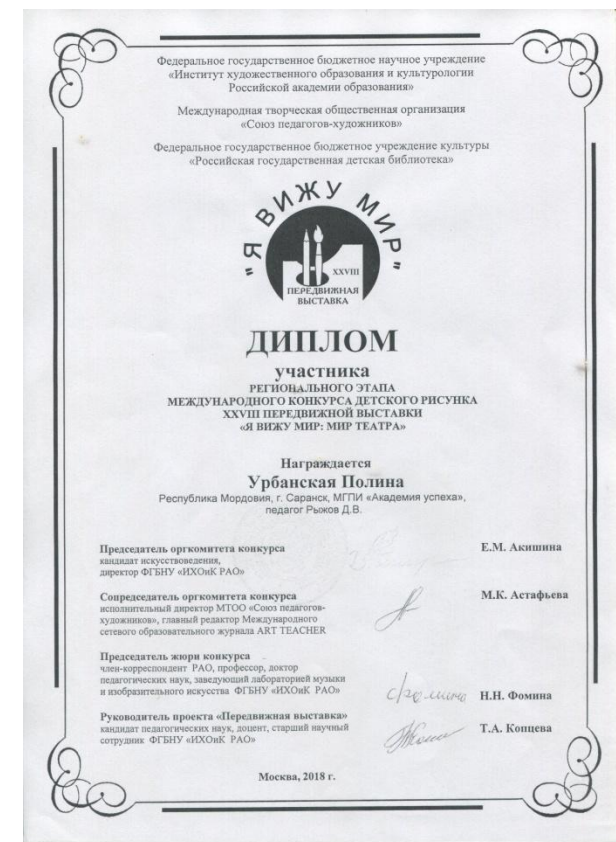 Федеральное государственное бюджетное научное учреждение
«Институт художественного образования и культурологии
Российской академии образования»
Международная творческая общественная организация
«Союз педагогов-художников»
Федеральное государственное бюджетное учреждение культуры
«Российская государственная детская библиотека»
"Я ВИЖУ МИР"
XXVIII
ПЕРЕДВИЖНАЯ
ВЫСТАВКА
ДИПЛОМ
участника
РЕГИОНАЛЬНОГО ЭТАПА
МЕЖДУНАРОДНОГО КОНКУРСА ДЕТСКОГО РИСУНКА
XXVIII ПЕРЕДВИЖНОЙ ВЫСТАВКИ
«Я ВИЖУ МИР: МИР ТЕАТРА»
Награждается
Урбанская Полина
Республика Мордовия, г. Саранск, МГПИ «Академия успеха»,
педагог Рыжов Д.В.
Председатель оргкомитета конкурса Е.М. Акишина
кандидат искусствоведения,
директор ФГБНУ «ИХОиК РАО»
Сопредседатель оргкомитета конкурса М.К. Астафьева
исполнительный директор МТОО «Союз педагогов-
художников», главный редактор Международного
сетевого образовательного журнала ART TEACHER
Председатель жюри конкурса
член-корреспондент РАО, профессор, доктор
педагогических наук, заведующий лабораторией музыки
и изобразительного искусства ФГБНУ «ИХОиК РАО» Н.Н. Фомина
Руководитель проекта «Передвижная выставка» Т.А. Копцева
кандидат педагогических наук, доцент, старший научный
сотрудник ФГБНУ «ИХОиК РАО»
Москва, 2018 г.